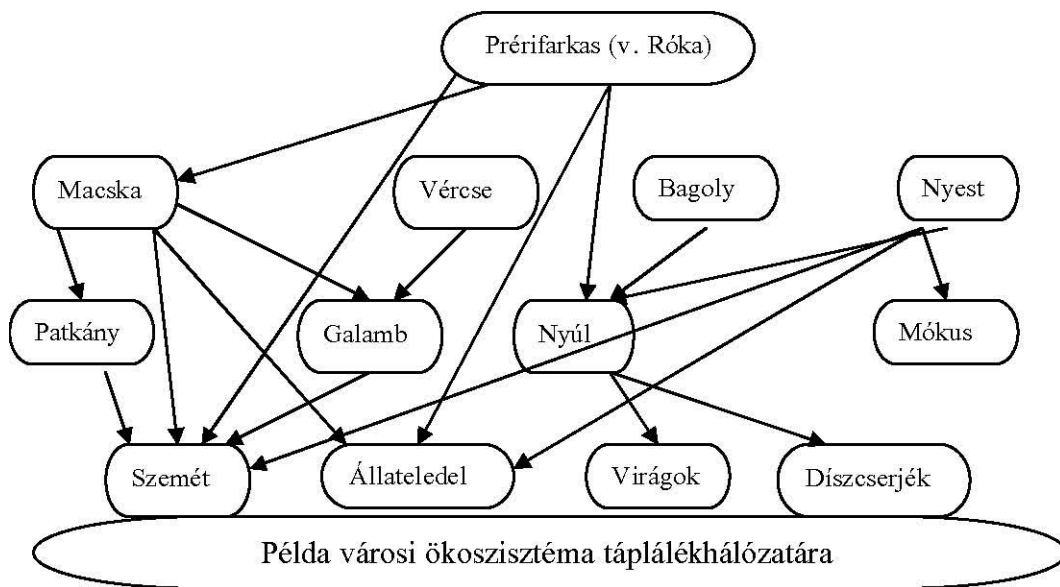 Prérifarkas (v. Róka)
Macska
Vércse
Bagoly
Nyest
Patkány
Galamb
Nyúl
Mókus
Szemét
Állateledel
Virágok
Díszcserjék
Példa városi ökoszisztéma táplálékhálózatára